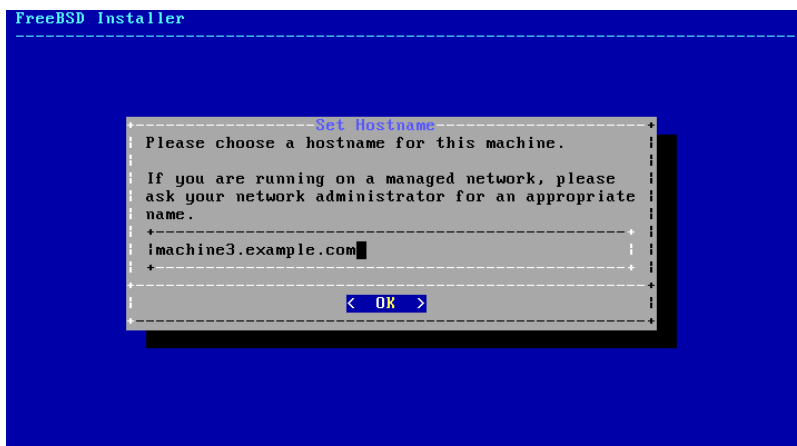 FreeBSD Installer
Set Hostname
Please choose a hostname for this machine.
If you are running on a managed network, please
ask your network administrator for an appropriate
name.
machine3.example.com
< OK >